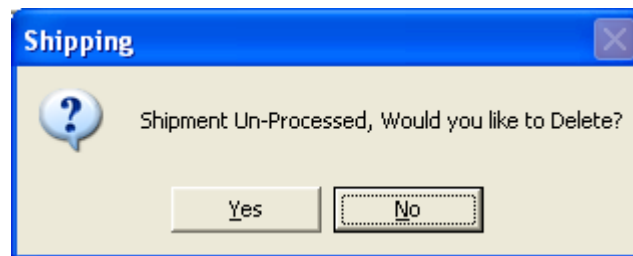 Shipping
Shipment Un-Processed, Would you like to Delete?
Yes
No